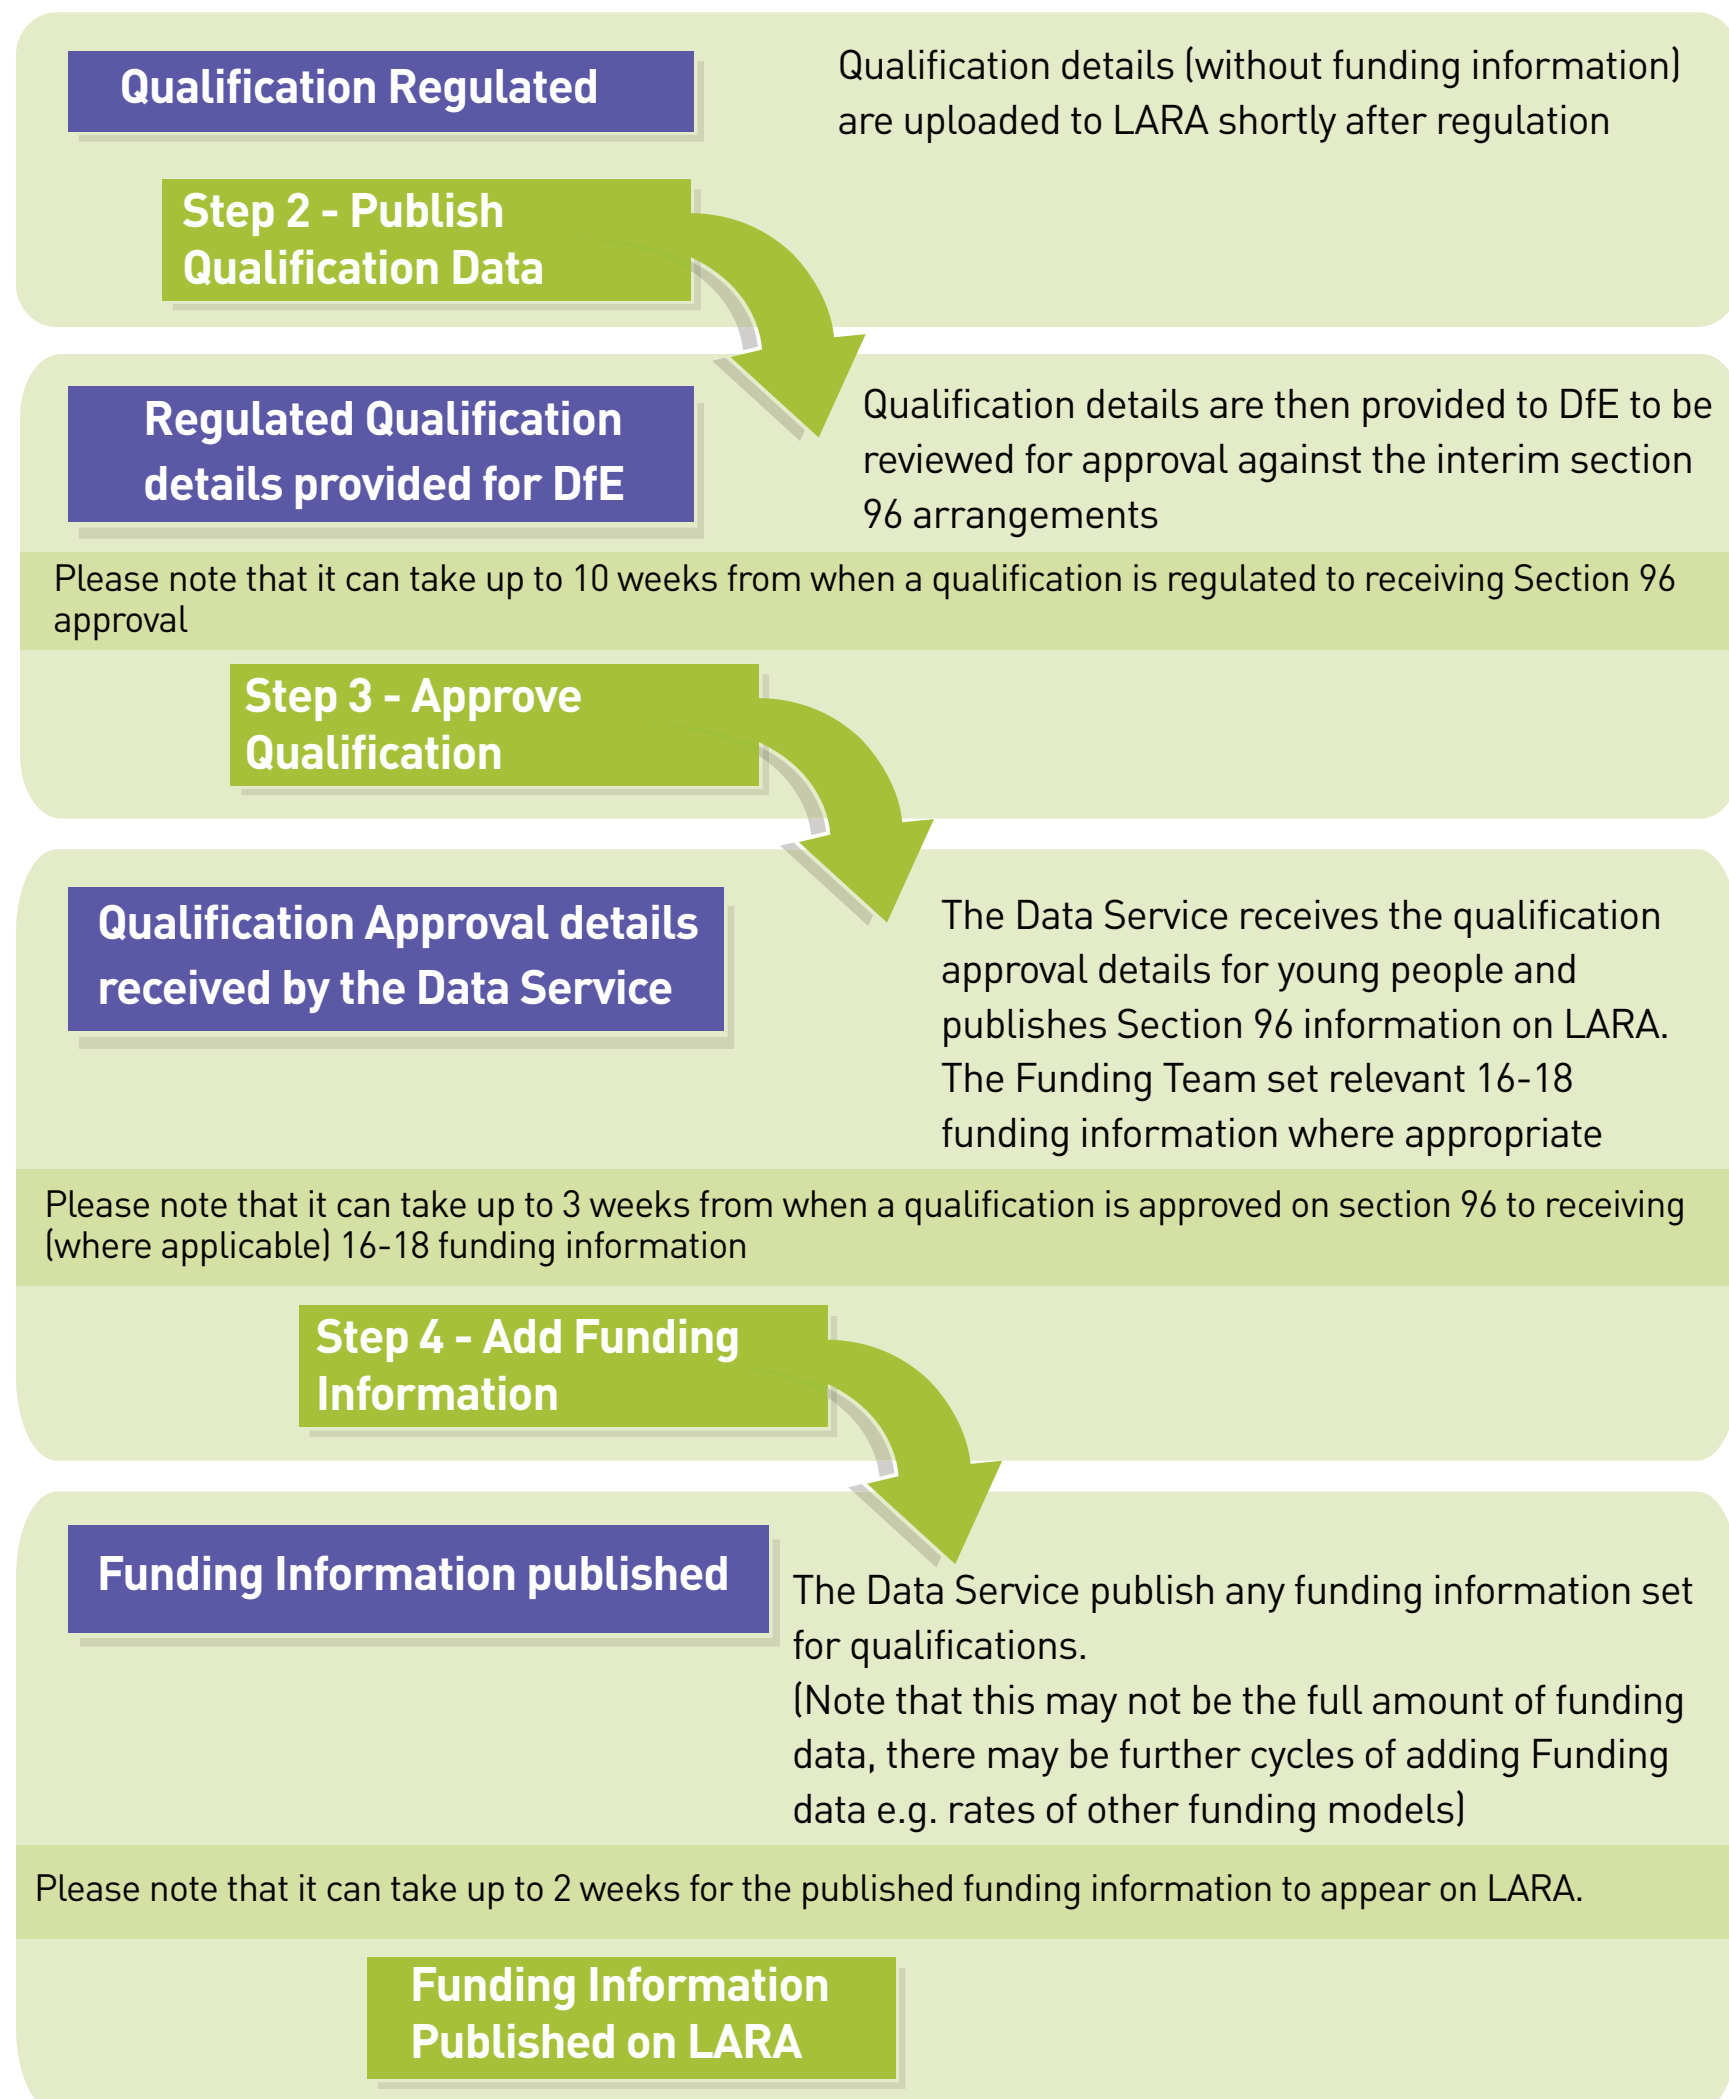 Qualification Regulated
Qualification details (without funding information)
are uploaded to LARA shortly after regulation
Step 2 - Publish
Qualification Data
Regulated Qualification
details provided for DfE
Qualification details are then provided to DfE to be
reviewed for approval against the interim section
96 arrangements
Please note that it can take up to 10 weeks from when a qualification is regulated to receiving Section 96
approval
Step 3 - Approve
Qualification
Qualification Approval details
received by the Data Service
The Data Service receives the qualification
approval details for young people and
publishes Section 96 information on LARA.
The Funding Team set relevant 16-18
funding information where appropriate
Please note that it can take up to 3 weeks from when a qualification is approved on section 96 to receiving
(where applicable) 16-18 funding information
Step 4 - Add Funding
Information
Funding Information published
The Data Service publish any funding information set
for qualifications.
(Note that this may not be the full amount of funding
data, there may be further cycles of adding Funding
data e.g. rates of other funding models)
Please note that it can take up to 2 weeks for the published funding information to appear on LARA.
Funding Information
Published on LARA